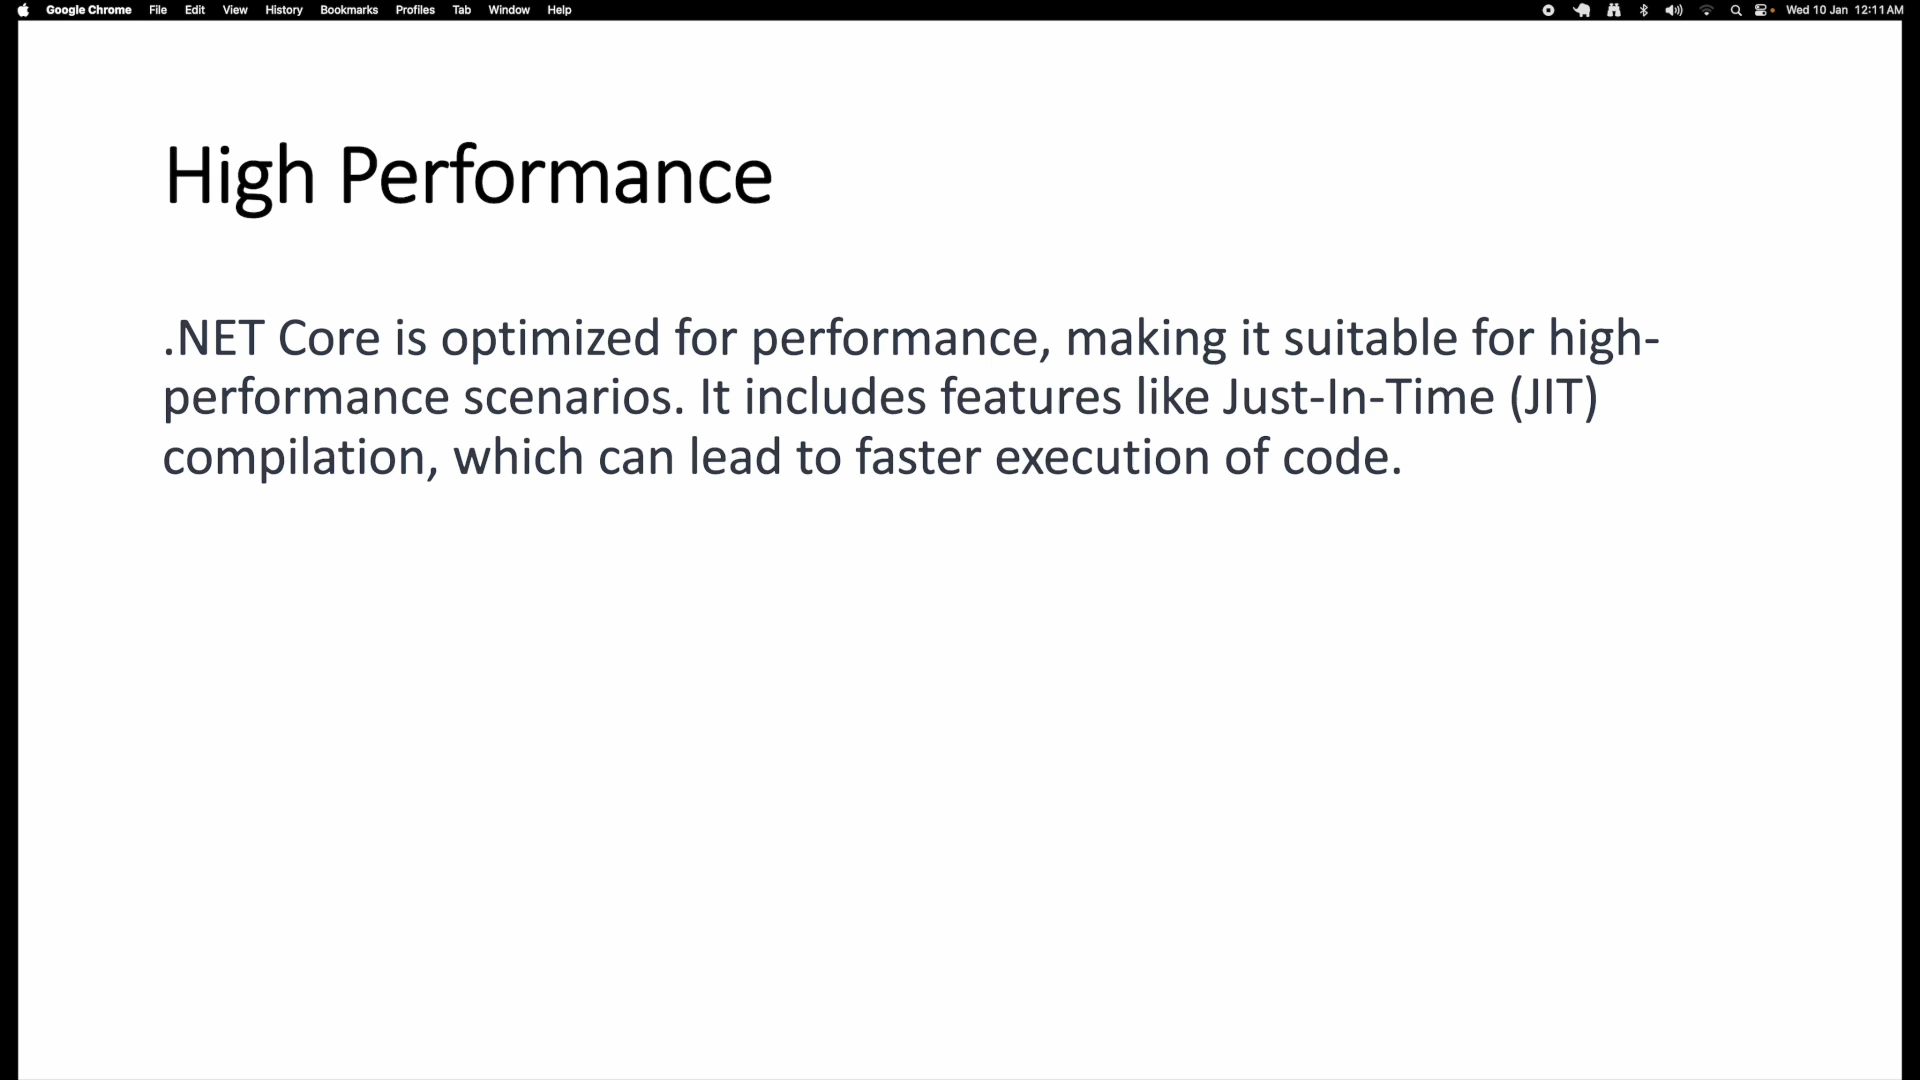 Google Chrome File Edit View History Bookmarks Profiles Tab Window Help Wed 10 Jan 12:11 AM
High Performance
.NET Core is optimized for performance, making it suitable for high-
performance scenarios. It includes features like Just-In-Time (JIT)
compilation, which can lead to faster execution of code.